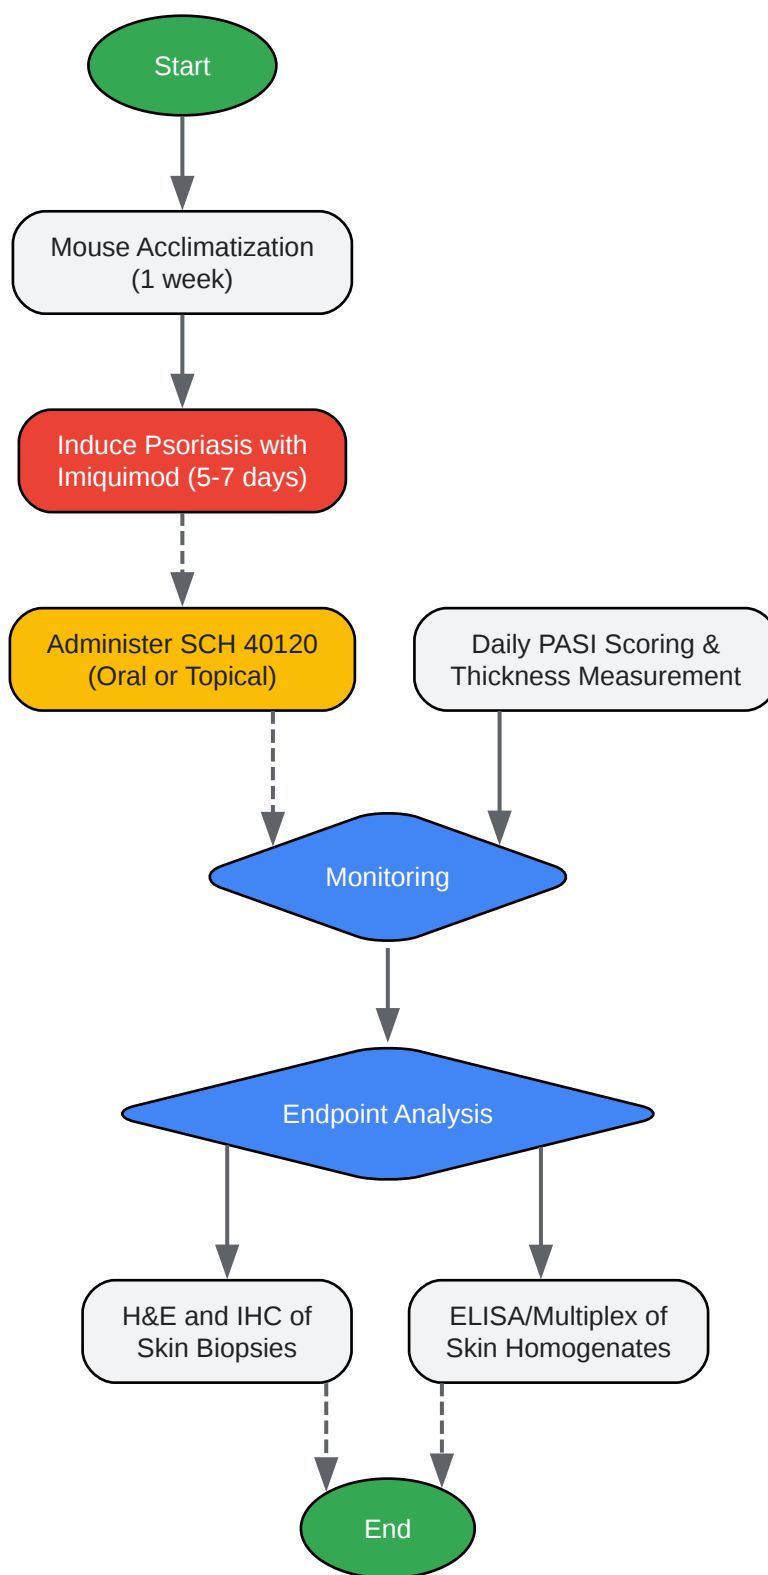 Start
Mouse Acclimatization
(1 week)
Induce Psoriasis with
Imiquimod (5-7 days)
Administer SCH 40120
(Oral or Topical)
Daily PASI Scoring &
Thickness Measurement
Monitoring
Endpoint Analysis
H&E and IHC of
Skin Biopsies
ELISA/Multiplex of
Skin Homogenates
End